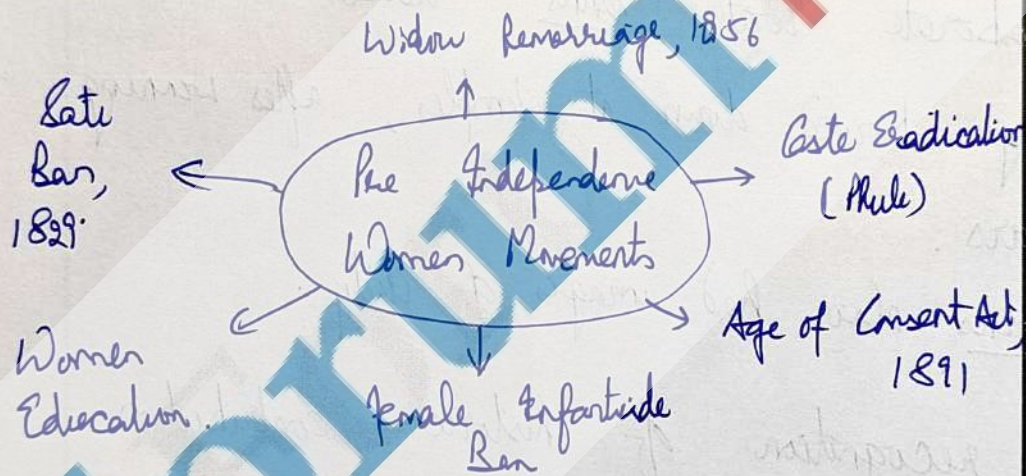 Widow Remarriage, 1856
Sati
Ban,
1829.
Pre Independence
Women Movements
Caste Eradication
(Phule)
Age of Consent Act,
1891
Women
Education.
Female Infanticide
Ban
orum